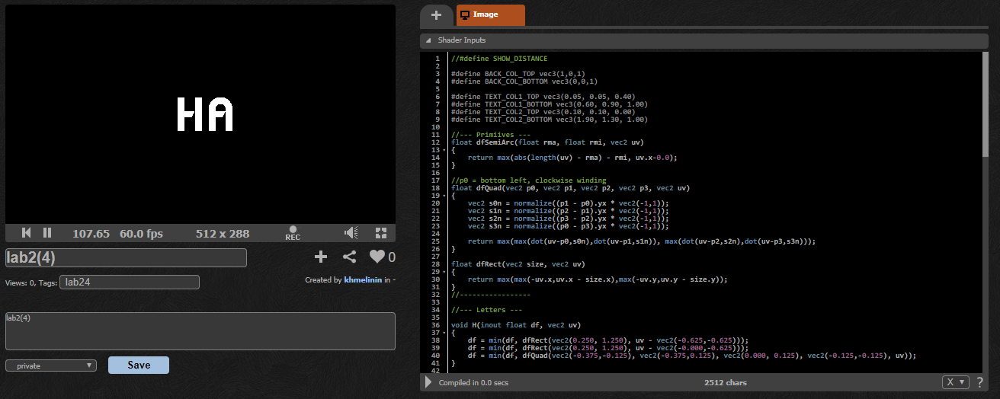 HA
107.65 60.0 fps 512 x 288 REC
lab2(4)
0
Views: 0, Tags: lab24
Created by khmelinin in -
lab2(4)
private
Save
+ Image
Shader Inputs
1 //#define SHOW_DISTANCE
2
3 #define BACK_COL_TOP vec3(1,0,1)
4 #define BACK_COL_BOTTOM vec3(0,0,1)
5
6 #define TEXT_COL1_TOP vec3(0.05, 0.05, 0.40)
7 #define TEXT_COL1_BOTTOM vec3(0.60, 0.90, 1.00)
8 #define TEXT_COL2_TOP vec3(0.10, 0.10, 0.00)
9 #define TEXT_COL2_BOTTOM vec3(1.90, 1.30, 1.00)
10
11 //--- Primiives ---
12 float dfSemiArc(float rma, float rmi, vec2 uv)
13 {
14 return max(abs(length(uv) - rma) - rmi, uv.x-0.0);
15 }
16
17 //p0 = bottom left, clockwise winding
18 float dfQuad(vec2 p0, vec2 p1, vec2 p2, vec2 p3, vec2 uv)
19 {
20 vec2 s0n = normalize((p1 - p0).yx * vec2(-1,1));
21 vec2 s1n = normalize((p2 - p1).yx * vec2(-1,1));
22 vec2 s2n = normalize((p3 - p2).yx * vec2(-1,1));
23 vec2 s3n = normalize((p0 - p3).yx * vec2(-1,1));
24
25 return max(max(dot(uv-p0,s0n),dot(uv-p1,s1n)), max(dot(uv-p2,s2n),dot(uv-p3,s3n)));
26 }
27
28 float dfRect(vec2 size, vec2 uv)
29 {
30 return max(max(-uv.x,uv.x - size.x),max(-uv.y,uv.y - size.y));
31 }
32 //-----------------
33
34 //--- Letters ---
35
36 void H(inout float df, vec2 uv)
37 {
38 df = min(df, dfRect(vec2(0.250, 1.250), uv - vec2(-0.625,-0.625)));
39 df = min(df, dfRect(vec2(0.250, 1.250), uv - vec2(-0.000,-0.625)));
40 df = min(df, dfQuad(vec2(-0.375,-0.125), vec2(-0.375,0.125), vec2(0.000, 0.125), vec2(-0.125,-0.125), uv));
41 }
42
Compiled in 0.0 secs 2512 chars X ?